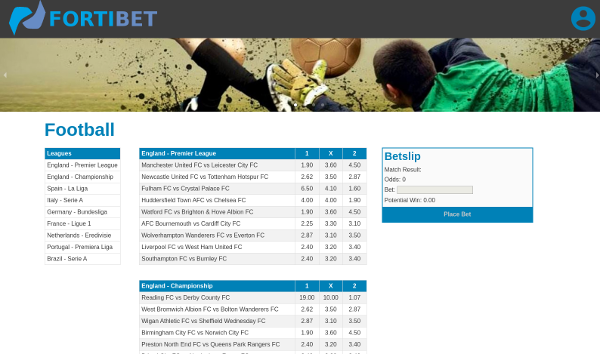 FORTIBET
Football
Leagues
England - Premier League
England - Championship
Spain - La Liga
Italy - Serie A
Germany - Bundesliga
France - Ligue 1
Netherlands - Eredivisie
Portugal - Premiera Liga
Brazil - Serie A
England - Premier League 1 X 2
Manchester United FC vs Leicester City FC 1.90 3.60 4.50
Newcastle United FC vs Tottenham Hotspur FC 2.62 3.50 2.87
Fulham FC vs Crystal Palace FC 6.50 4.10 1.60
Huddersfield Town AFC vs Chelsea FC 4.00 4.00 1.90
Watford FC vs Brighton & Hove Albion FC 1.90 3.60 4.50
AFC Bournemouth vs Cardiff City FC 2.25 3.30 3.10
Wolverhampton Wanderers FC vs Everton FC 2.87 3.10 3.50
Liverpool FC vs West Ham United FC 2.40 3.20 3.40
Southampton FC vs Burnley FC 2.40 3.20 3.40
England - Championship 1 X 2
Reading FC vs Derby County FC 19.00 10.00 1.07
West Bromwich Albion FC vs Bolton Wanderers FC 2.62 3.50 2.87
Wigan Athletic FC vs Sheffield Wednesday FC 2.87 3.10 3.50
Birmingham City FC vs Norwich City FC 1.90 3.60 4.50
Preston North End FC vs Queens Park Rangers FC 2.40 3.20 3.40
Betslip
Match Result:
Odds: 0
Bet:
Potential Win: 0.00
Place Bet